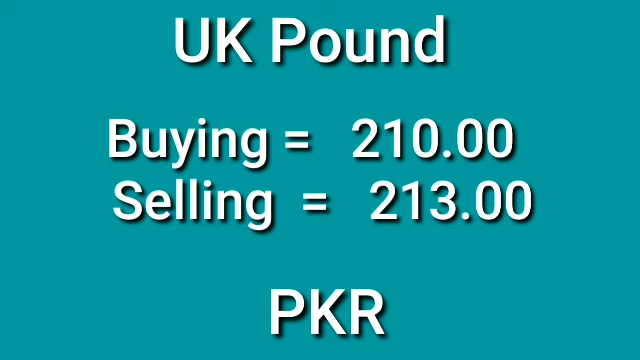 UK Pound
Buying = 210.00
Selling = 213.00
PKR